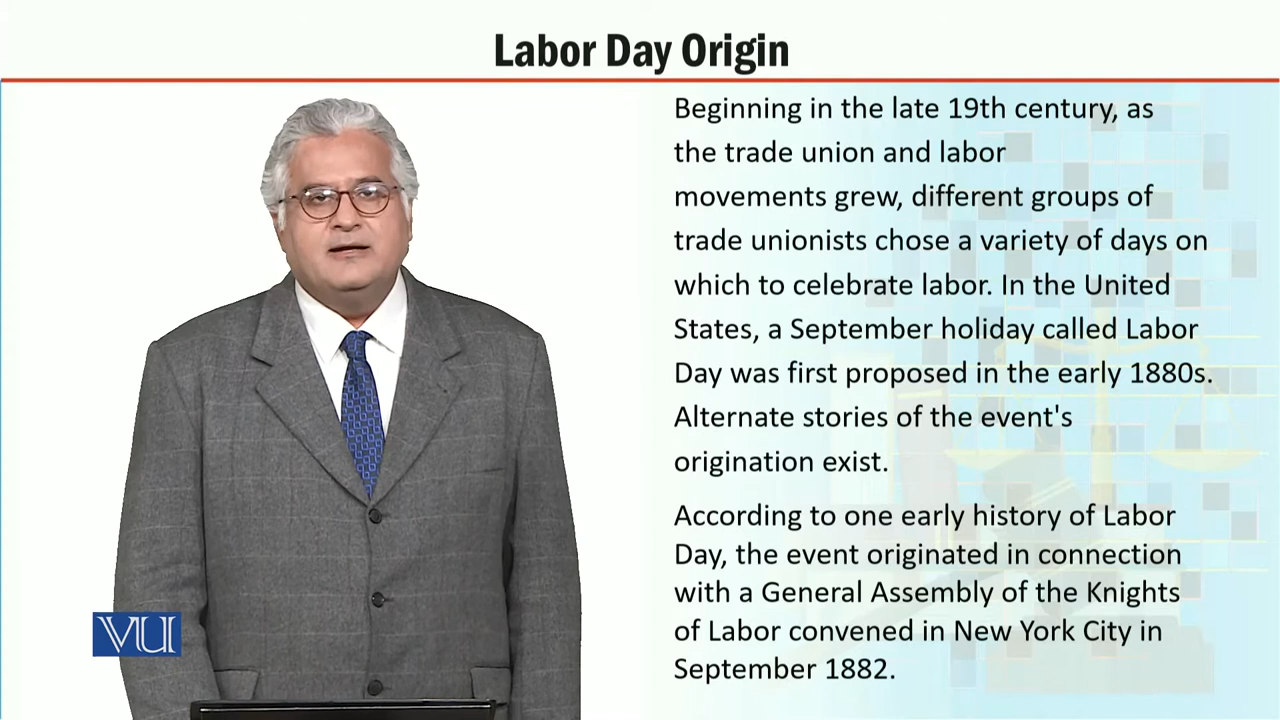 Labor Day Origin
Beginning in the late 19th century, as
the trade union and labor
movements grew, different groups of
trade unionists chose a variety of days on
which to celebrate labor. In the United
States, a September holiday called Labor
Day was first proposed in the early 1880s.
Alternate stories of the event's
origination exist.
According to one early history of Labor
Day, the event originated in connection
with a General Assembly of the Knights
of Labor convened in New York City in
September 1882.
VU